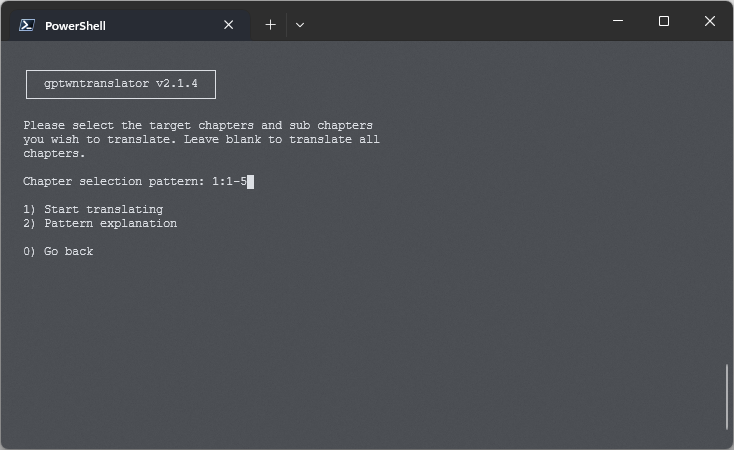 PowerShell
gptwntranslator v2.1.4
Please select the target chapters and sub chapters
you wish to translate. Leave blank to translate all
chapters.
Chapter selection pattern: 1:1-5
1) Start translating
2) Pattern explanation
0) Go back